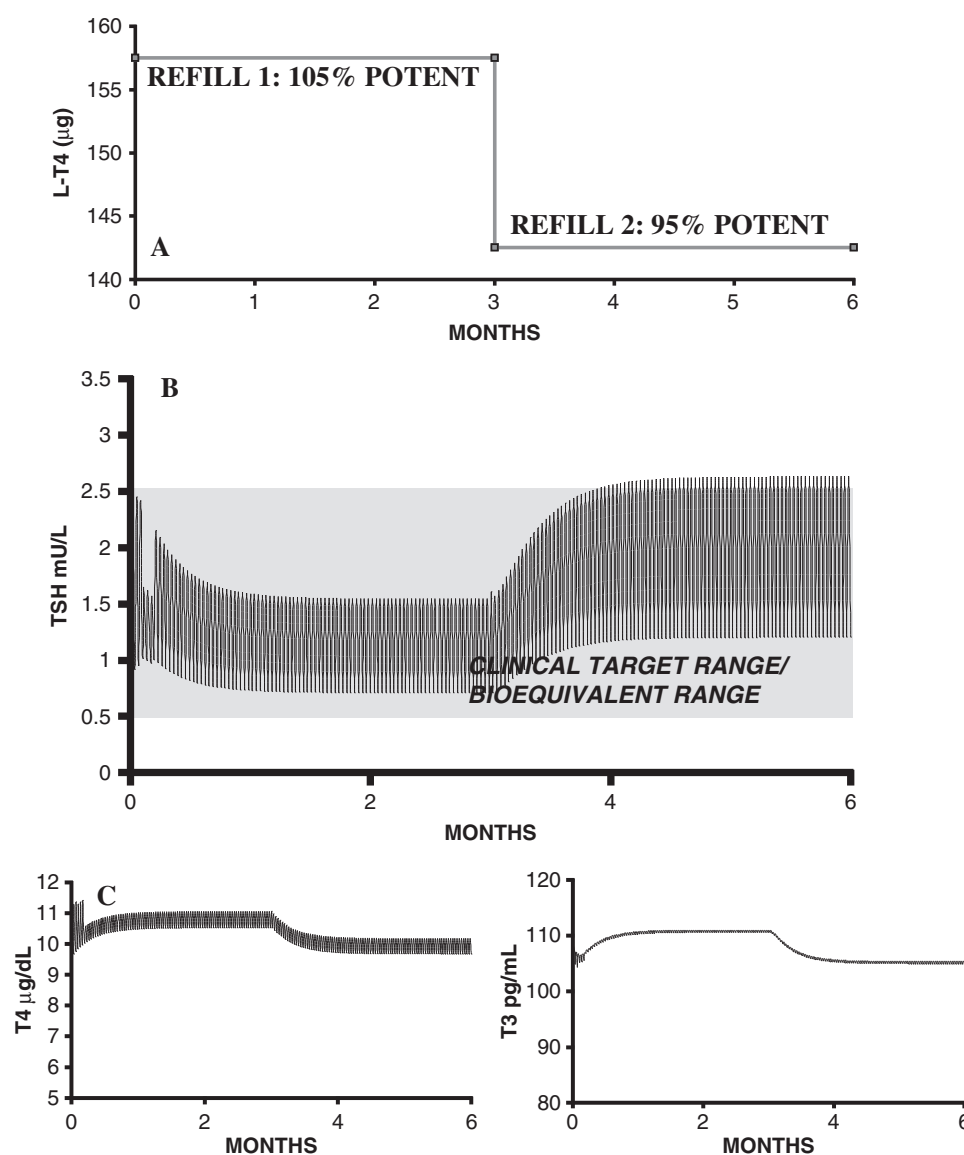 160
155
150
145
140
L-T4 (μg)
REFILL 1: 105% POTENT
REFILL 2: 95% POTENT
A
0 1 2 3 4 5 6
MONTHS
B
3.5
3
2.5
2
1.5
1
0.5
0
TSH mU/L
CLINICAL TARGET RANGE/
BIOEQUIVALENT RANGE
0 2 4 6
MONTHS
C
12
11
10
9
8
7
6
5
T4 μg/dL
0 2 4 6
MONTHS
120
110
100
90
80
T3 pg/mL
0 2 4 6
MONTHS